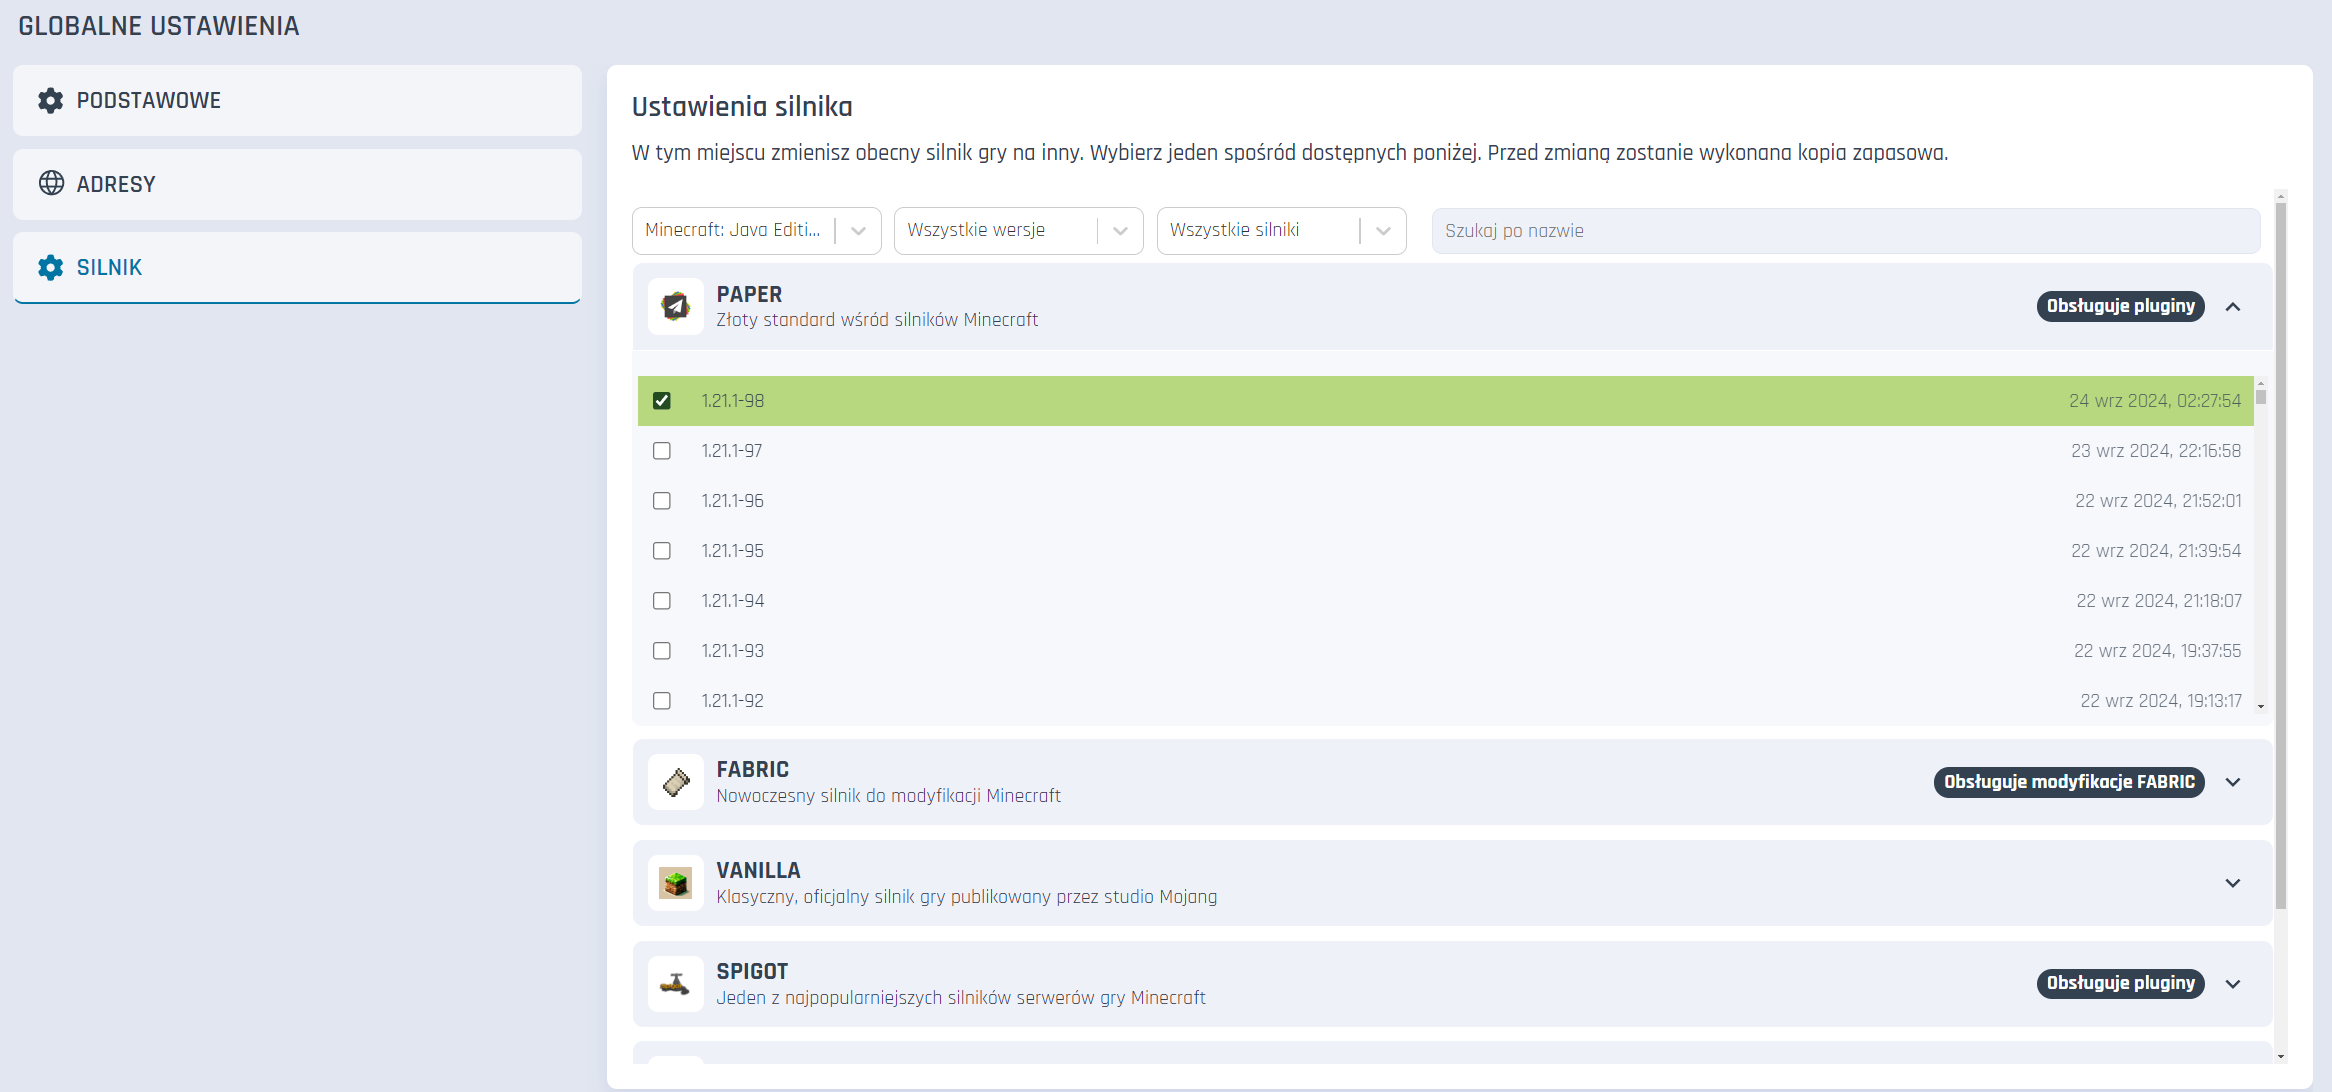 GLOBALNE USTAWIENIA
PODSTAWOWE
ADRESY
SILNIK
Ustawienia silnika
W tym miejscu zmienisz obecny silnik gry na inny. Wybierz jeden spośród dostępnych poniżej. Przed zmianą zostanie wykonana kopia zapasowa.
Minecraft: Java Editi... Wszystkie wersje Wszystkie silniki Szukaj po nazwie
PAPER
Złoty standard wśród silników Minecraft
Obsługuje pluginy
1.21.1-98 24 wrz 2024, 02:27:54
1.21.1-97 23 wrz 2024, 22:16:58
1.21.1-96 22 wrz 2024, 21:52:01
1.21.1-95 22 wrz 2024, 21:39:54
1.21.1-94 22 wrz 2024, 21:18:07
1.21.1-93 22 wrz 2024, 19:37:55
1.21.1-92 22 wrz 2024, 19:13:17
FABRIC
Nowoczesny silnik do modyfikacji Minecraft
Obsługuje modyfikacje FABRIC
VANILLA
Klasyczny, oficjalny silnik gry publikowany przez studio Mojang
SPIGOT
Jeden z najpopularniejszych silników serwerów gry Minecraft
Obsługuje pluginy